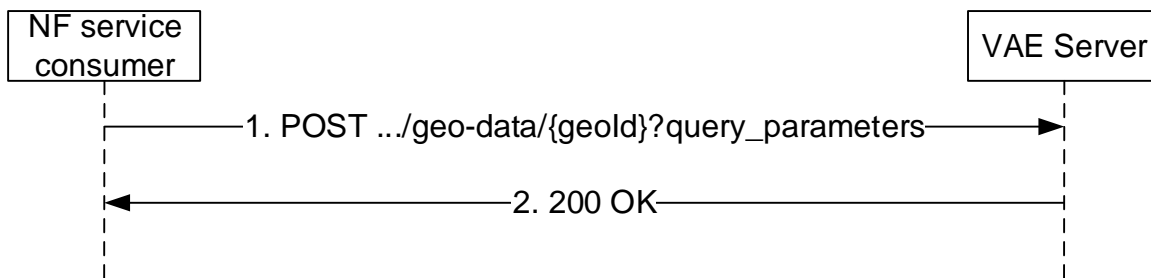 NF service
consumer
VAE Server
1. POST .../geo-data/{geoId}?query_parameters
2. 200 OK